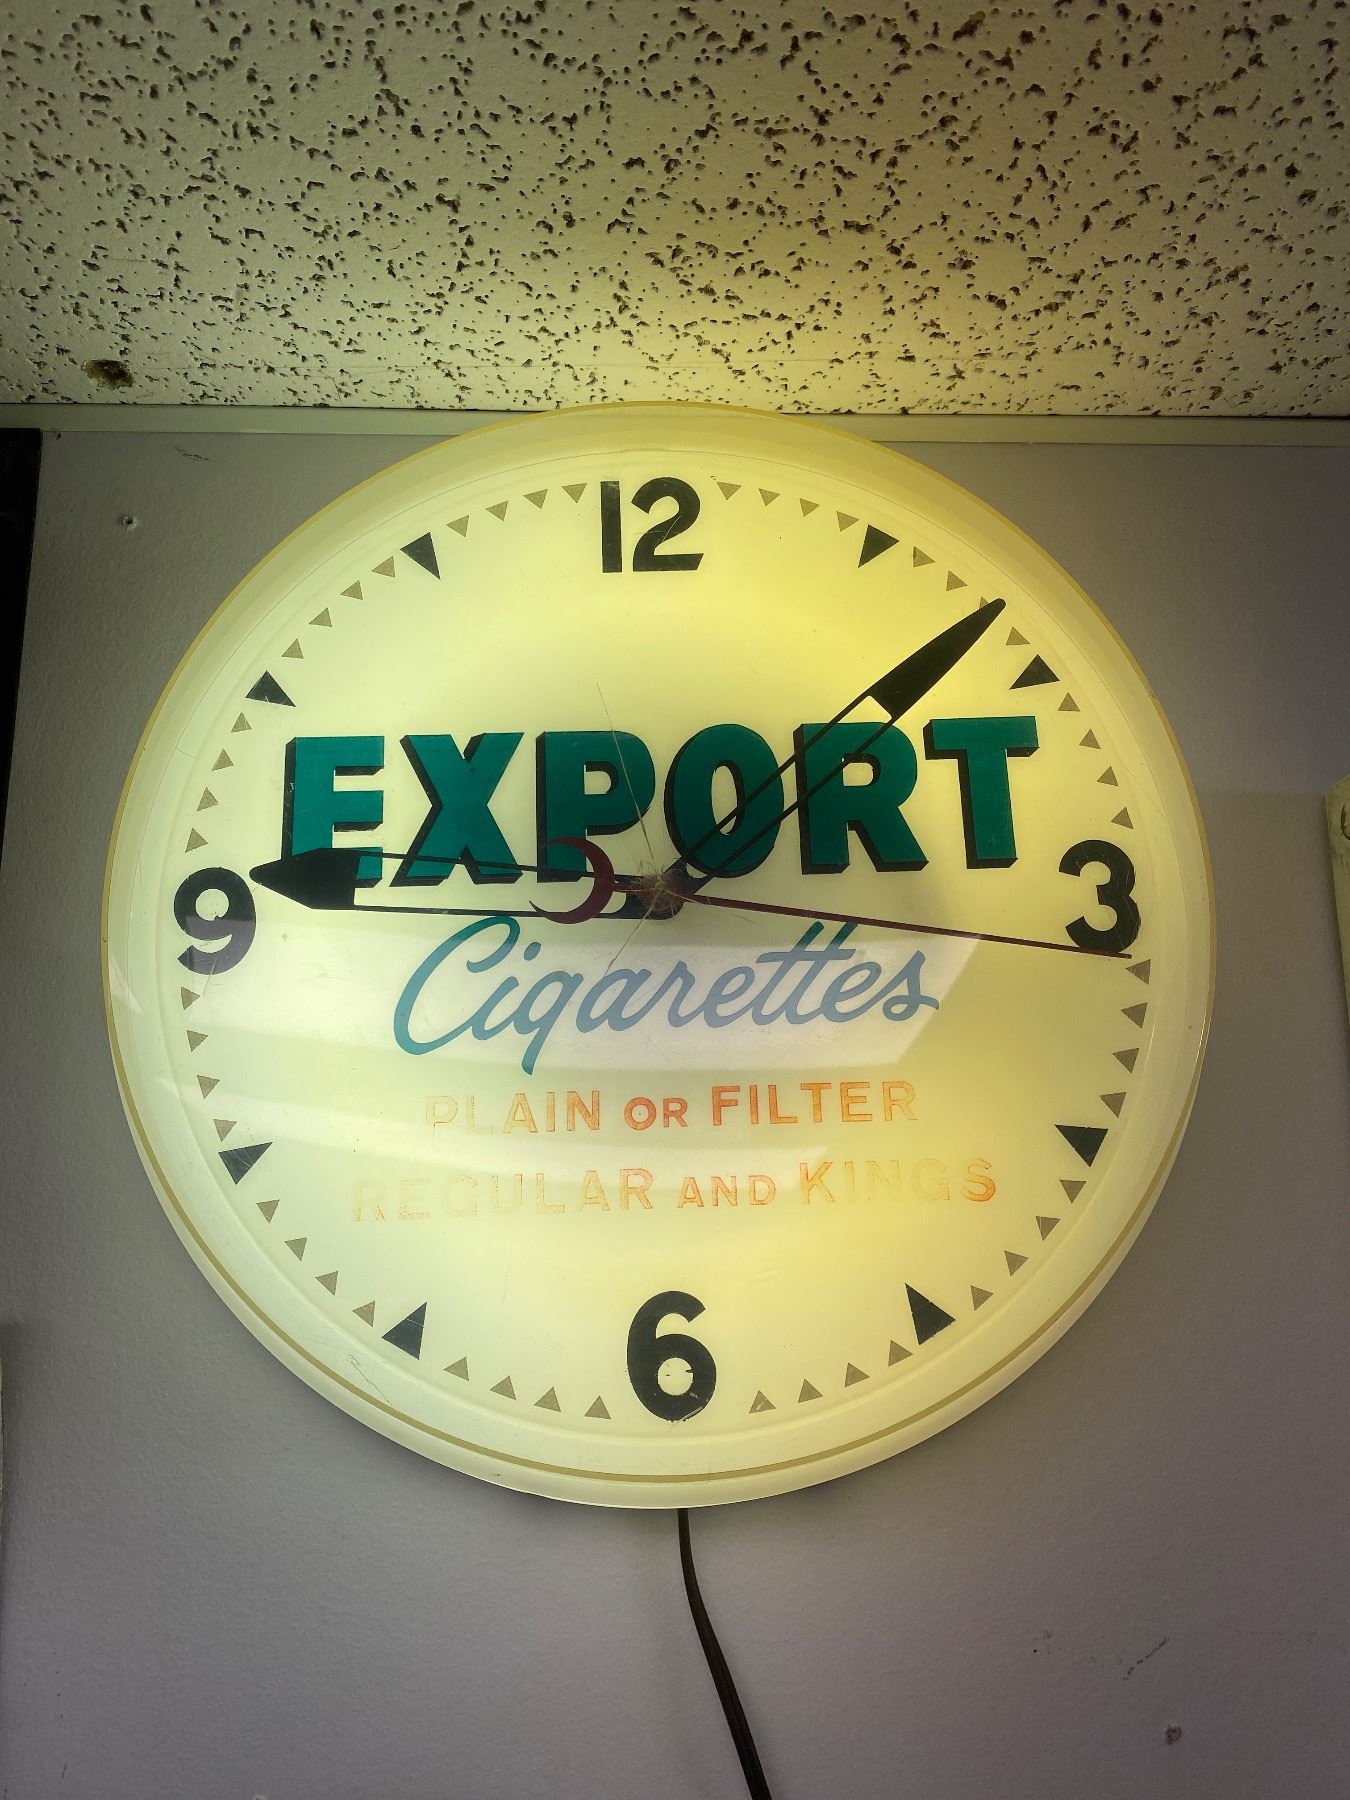 12
EXPORT
9 3
Cigarettes
PLAIN OR FILTER
REGULAR AND KINGS
6